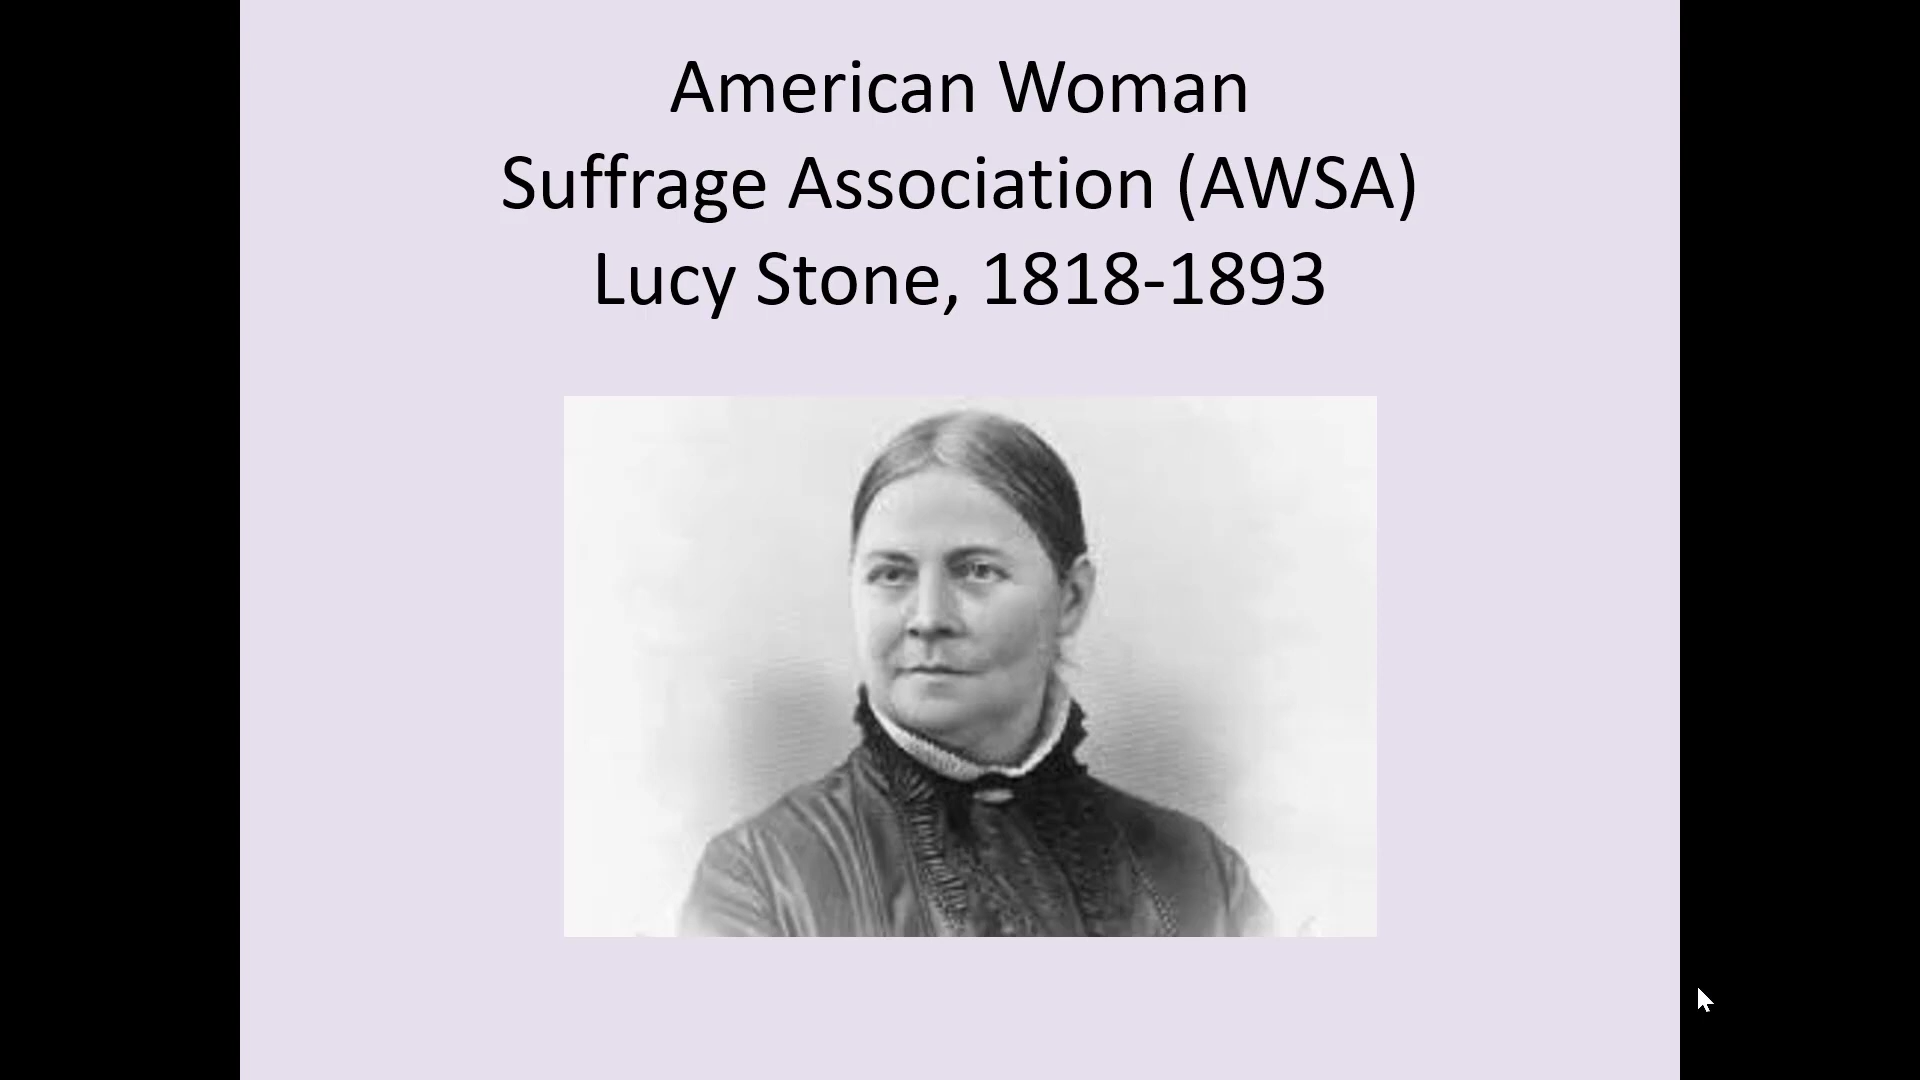 American Woman
Suffrage Association (AWSA)
Lucy Stone, 1818-1893